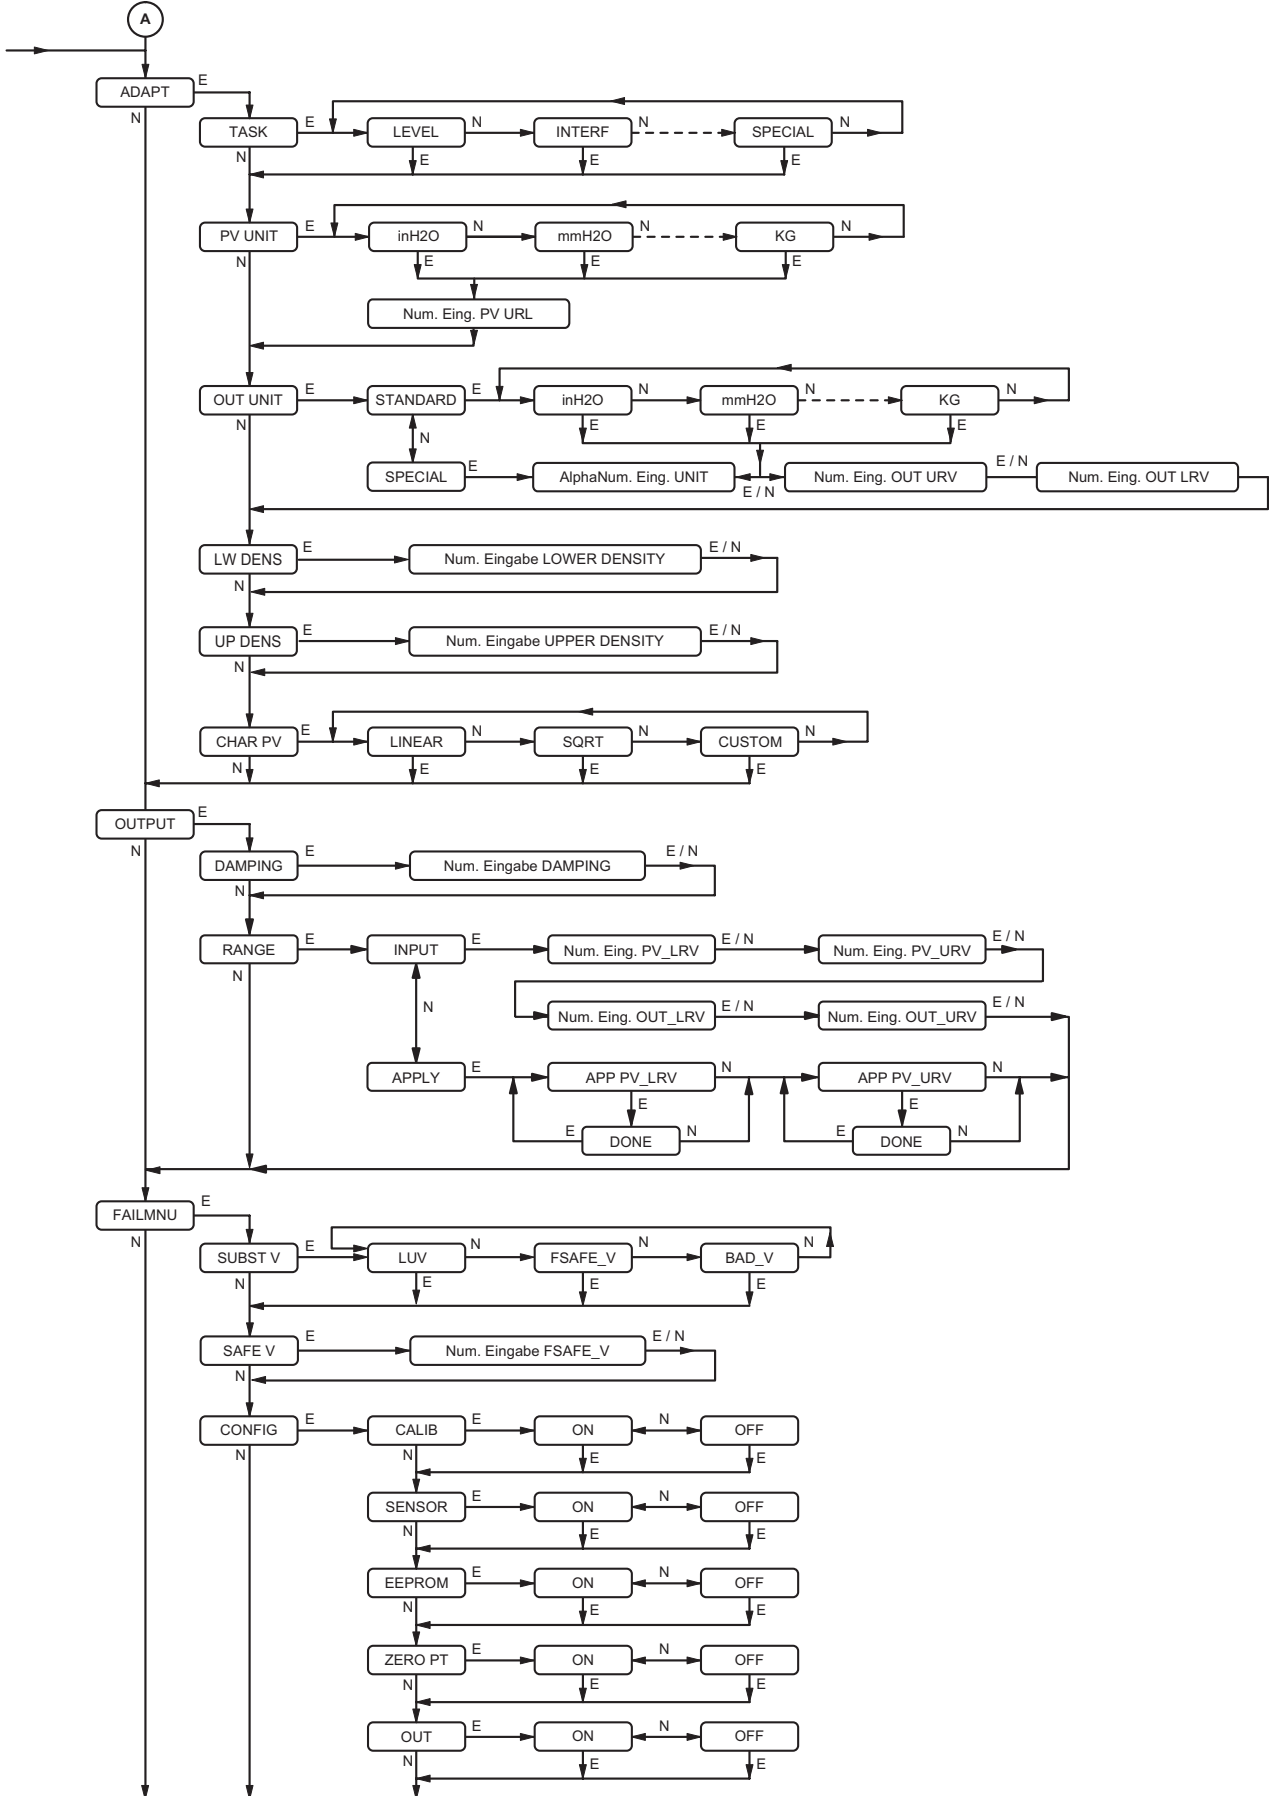 A
ADAPT E
N
TASK E LEVEL N INTERF N SPECIAL N
N E E E
PV UNIT E inH2O N mmH2O N KG N
N E E E
Num. Eing. PV URL
OUT UNIT E STANDARD E inH2O N mmH2O N KG N
N N E E E
SPECIAL E AlphaNum. Eing. UNIT E / N Num. Eing. OUT URV E / N Num. Eing. OUT LRV
LW DENS E Num. Eingabe LOWER DENSITY E / N
N
UP DENS E Num. Eingabe UPPER DENSITY E / N
N
CHAR PV E LINEAR N SQRT N CUSTOM N
N E E E
OUTPUT E
N
DAMPING E Num. Eingabe DAMPING E / N
N
RANGE E INPUT E Num. Eing. PV_LRV E / N Num. Eing. PV_URV E / N
N
N Num. Eing. OUT_LRV E / N Num. Eing. OUT_URV E / N
APPLY E APP PV_LRV N APP PV_URV N
E E
E DONE N E DONE N
FAILMNU E
N
SUBST V E LUV N FSAFE_V N BAD_V N
N E E E
SAFE V E Num. Eingabe FSAFE_V E / N
N
CONFIG E CALIB E ON N OFF
N N E E
SENSOR E ON N OFF
N E E
EEPROM E ON N OFF
N E E
ZERO PT E ON N OFF
N E E
OUT E ON N OFF
N E E